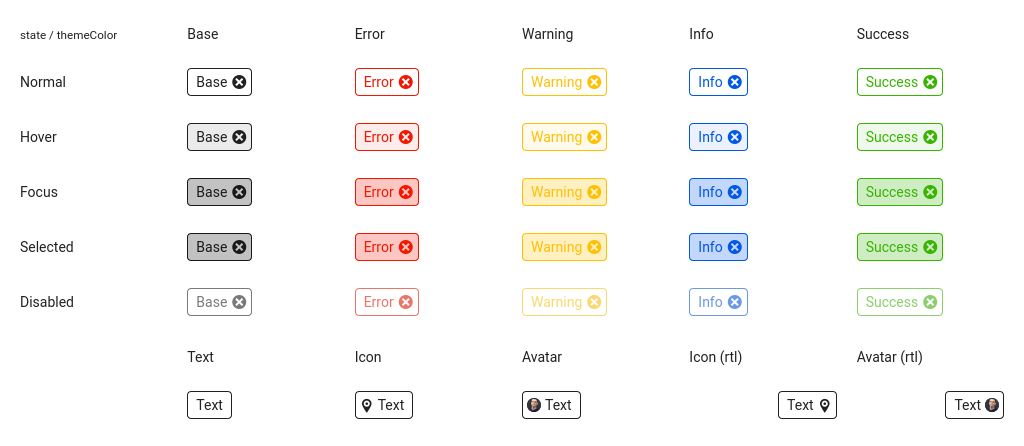 state / themeColor Base Error Warning Info Success
Normal Base Error Warning Info Success
Hover Base Error Warning Info Success
Focus Base Error Warning Info Success
Selected Base Error Warning Info Success
Disabled Base Error Warning Info Success
Text Icon Avatar Icon (rtl) Avatar (rtl)
Text Text Text Text Text